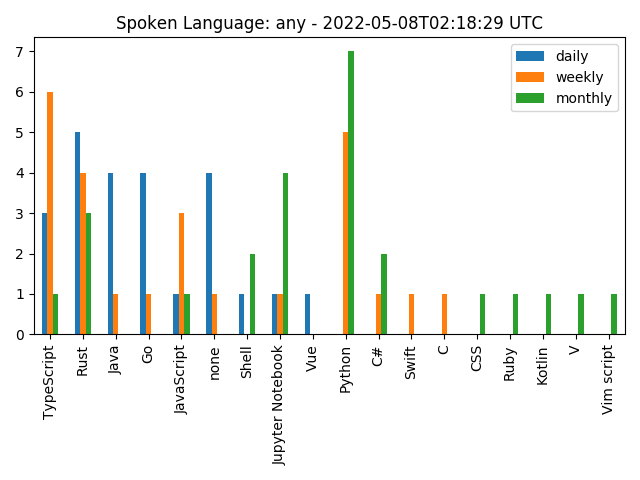 Spoken Language: any - 2022-05-08T02:18:29 UTC
daily
weekly
monthly
7
6
5
4
3
2
1
0
TypeScript
Rust
Java
Go
JavaScript
none
Shell
Jupyter Notebook
Vue
Python
C#
Swift
C
CSS
Ruby
Kotlin
V
Vim script